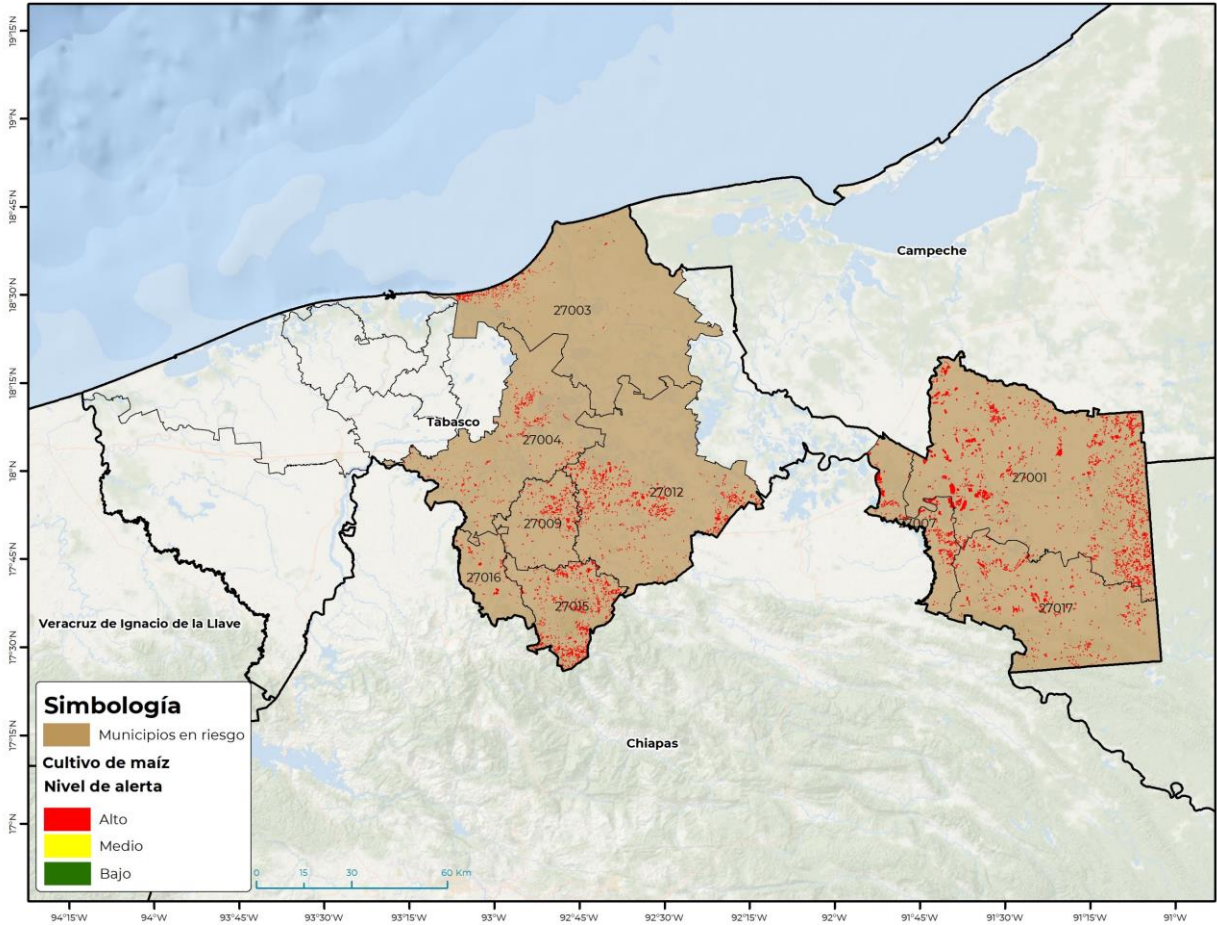 19°15'N
19°N
18°45'N
18°30'N
18°15'N
18°N
17°45'N
17°30'N
17°15'N
17°N
Campeche
27003
Tabasco
27004
27001
27012
27009
27007
27016
27015
27017
Veracruz de Ignacio de la Llave
Chiapas
Simbología
Municipios en riesgo
Cultivo de maíz
Nivel de alerta
Alto
Medio
Bajo
0 15 30 60 Km
94°15'W 94°W 93°45'W 93°30'W 93°15'W 93°W 92°45'W 92°30'W 92°15'W 92°W 91°45'W 91°30'W 91°15'W 91°W